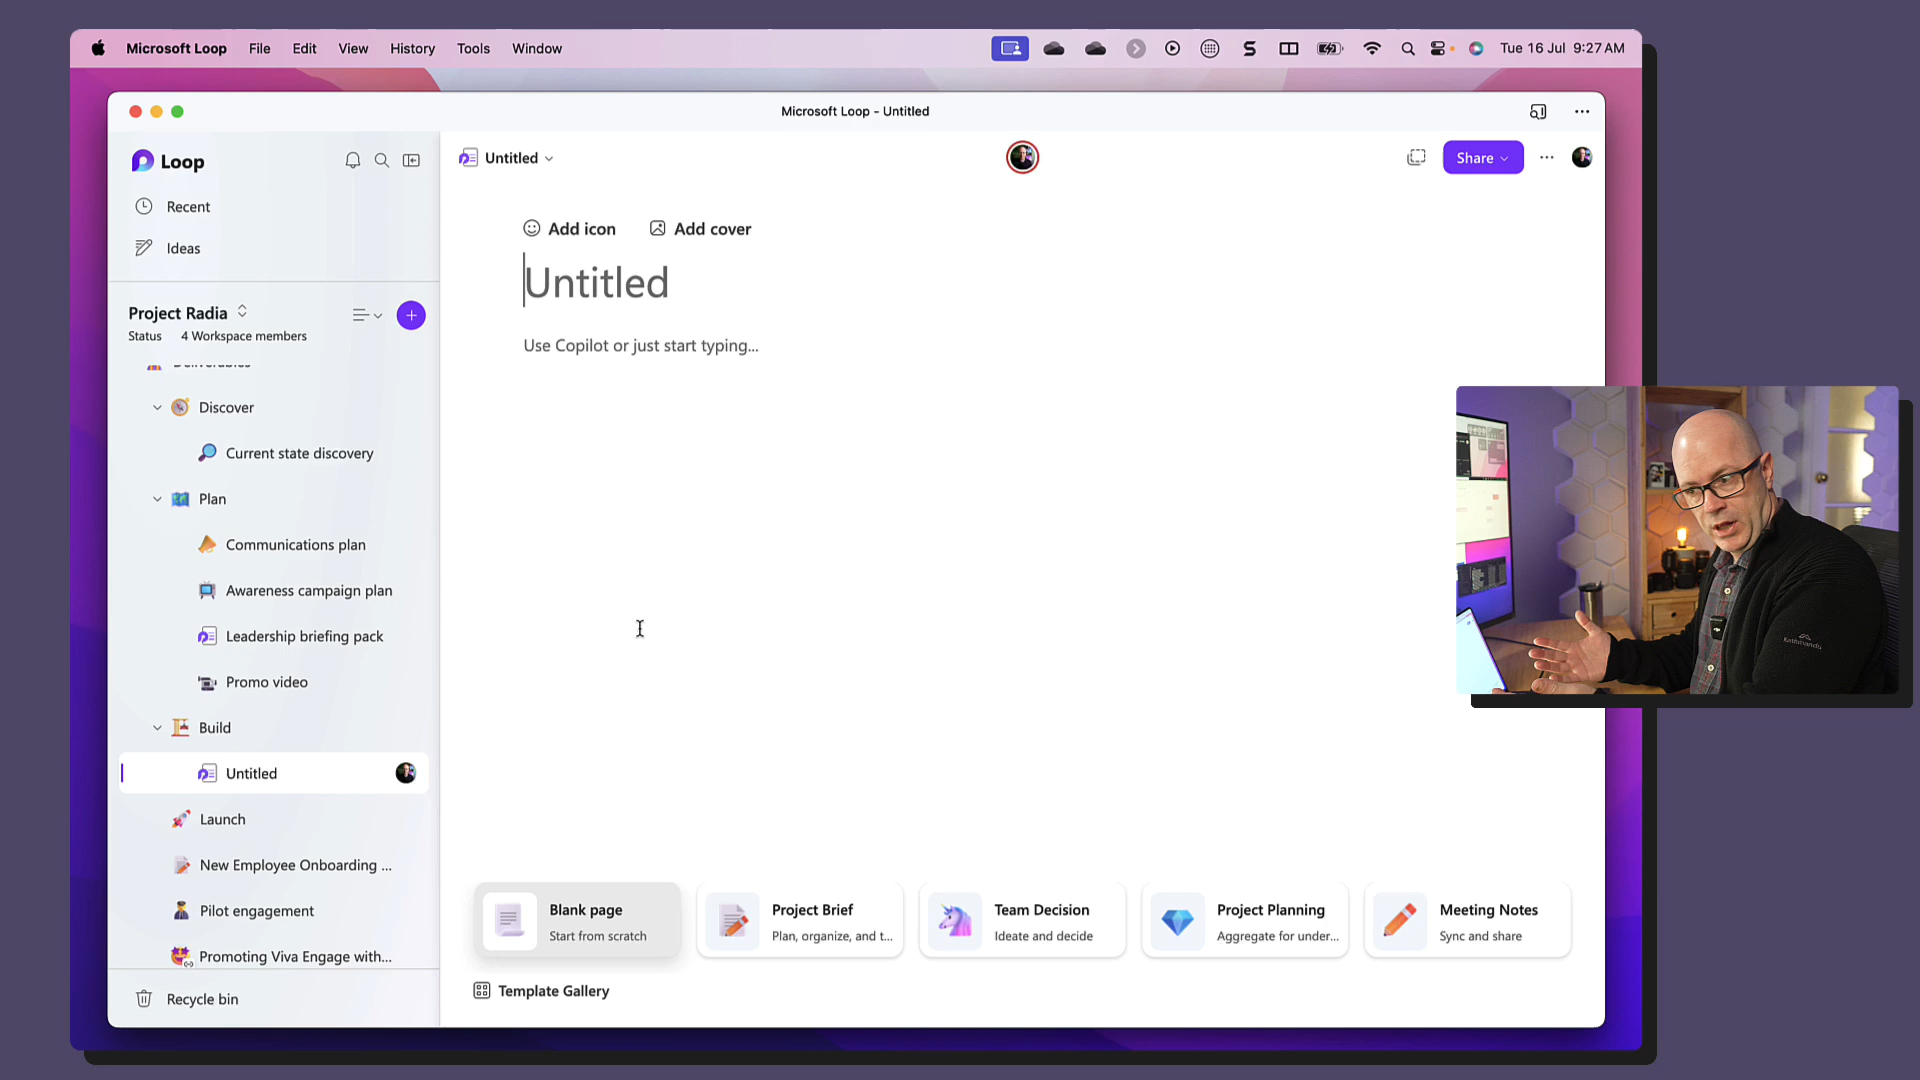 Microsoft Loop File Edit View History Tools Window
Tue 16 Jul 9:27 AM
Microsoft Loop - Untitled
Loop
Recent
Ideas
Project Radia
Status 4 Workspace members
Deliverables
Discover
Current state discovery
Plan
Communications plan
Awareness campaign plan
Leadership briefing pack
Promo video
Build
Untitled
Launch
New Employee Onboarding ...
Pilot engagement
Promoting Viva Engage with...
Recycle bin
Untitled
Share
Add icon Add cover
Untitled
Use Copilot or just start typing...
Blank page
Start from scratch
Project Brief
Plan, organize, and t...
Team Decision
Ideate and decide
Project Planning
Aggregate for under...
Meeting Notes
Sync and share
Template Gallery
Kathmandu